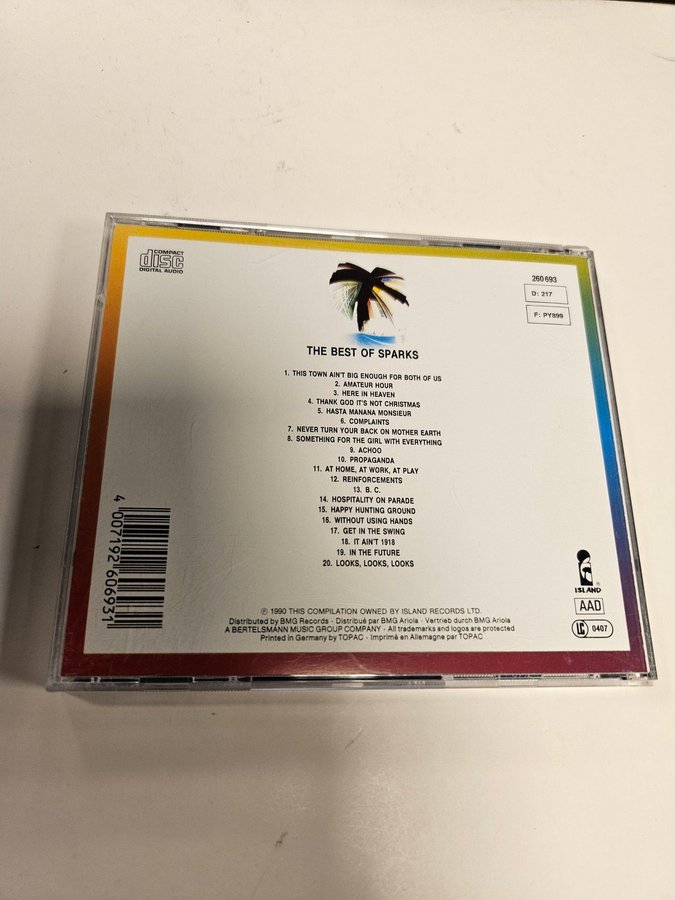 COMPACT
disc
DIGITAL AUDIO
260 693
D: 217
F: PY899
THE BEST OF SPARKS
1. THIS TOWN AIN'T BIG ENOUGH FOR BOTH OF US
2. AMATEUR HOUR
3. HERE IN HEAVEN
4. THANK GOD IT'S NOT CHRISTMAS
5. HASTA MANANA MONSIEUR
6. COMPLAINTS
7. NEVER TURN YOUR BACK ON MOTHER EARTH
8. SOMETHING FOR THE GIRL WITH EVERYTHING
9. ACHOO
10. PROPAGANDA
11. AT HOME, AT WORK, AT PLAY
12. REINFORCEMENTS
13. B. C.
14. HOSPITALITY ON PARADE
15. HAPPY HUNTING GROUND
16. WITHOUT USING HANDS
17. GET IN THE SWING
18. IT AIN'T 1918
19. IN THE FUTURE
20. LOOKS, LOOKS, LOOKS
4 007192 606931
ISLAND
AAD
LC 0407
℗ 1990 THIS COMPILATION OWNED BY ISLAND RECORDS LTD.
Distributed by BMG Records · Distribué par BMG Ariola · Vertrieb durch BMG Ariola
A BERTELSMANN MUSIC GROUP COMPANY · All trademarks and logos are protected
Printed in Germany by TOPAC · Imprimé en Allemagne par TOPAC